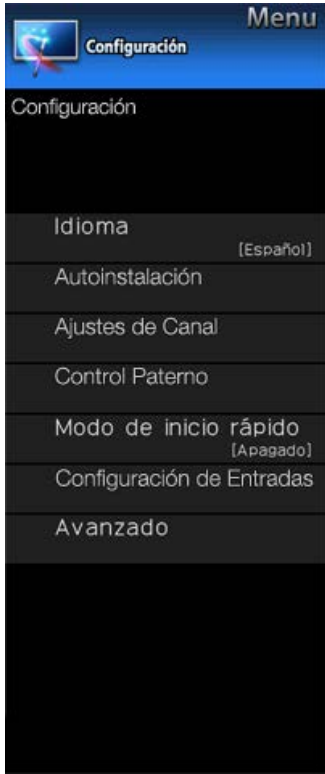 Menu
Configuración
Configuración
Idioma
[Español]
Autoinstalación
Ajustes de Canal
Control Paterno
Modo de inicio rápido
[Apagado]
Configuración de Entradas
Avanzado